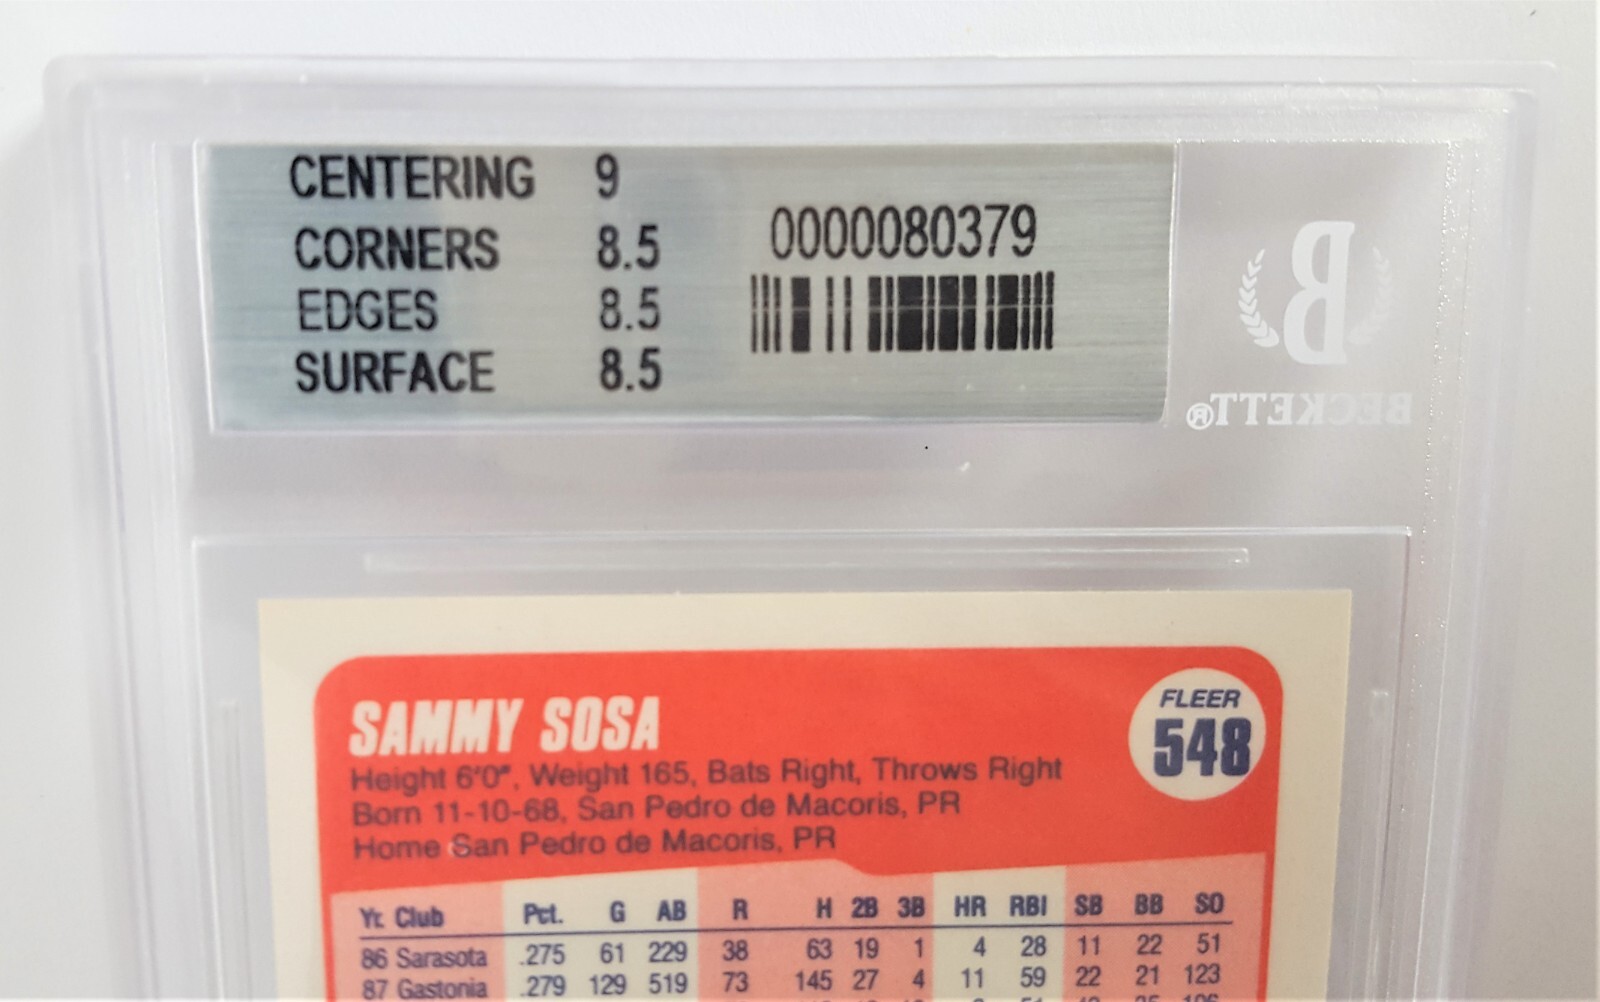 CENTERING 9
CORNERS 8.5
EDGES 8.5
SURFACE 8.5
0000080379
B
BECKETT®
SAMMY SOSA
FLEER
548
Height 6'0", Weight 165, Bats Right, Throws Right
Born 11-10-68, San Pedro de Macoris, PR
Home San Pedro de Macoris, PR
Yr. Club Pct. G AB R H 2B 3B HR RBI SB BB SO
86 Sarasota .275 61 229 38 63 19 1 4 28 11 22 51
87 Gastonia .279 129 519 73 145 27 4 11 59 22 21 123